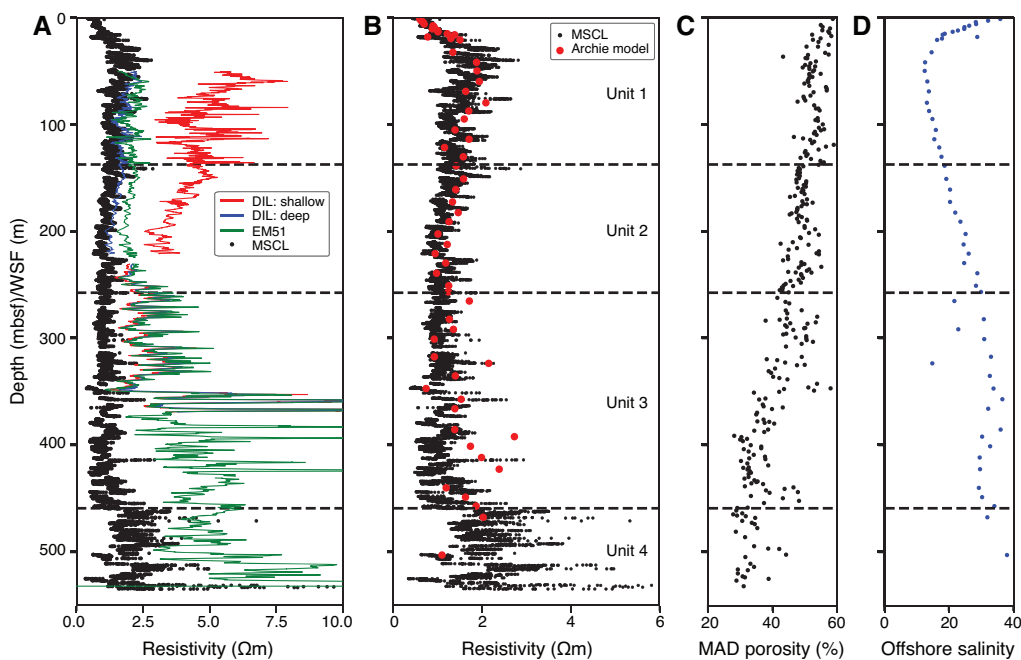 A
B
C
D
Depth (mbsf)/WSF (m)
0
100
200
300
400
500
DIL: shallow
DIL: deep
EM51
MSCL
0.0
2.5
5.0
7.5
10.0
Resistivity (Ωm)
MSCL
Archie model
Unit 1
Unit 2
Unit 3
Unit 4
0
2
4
6
Resistivity (Ωm)
20
40
60
MAD porosity (%)
0
20
40
Offshore salinity